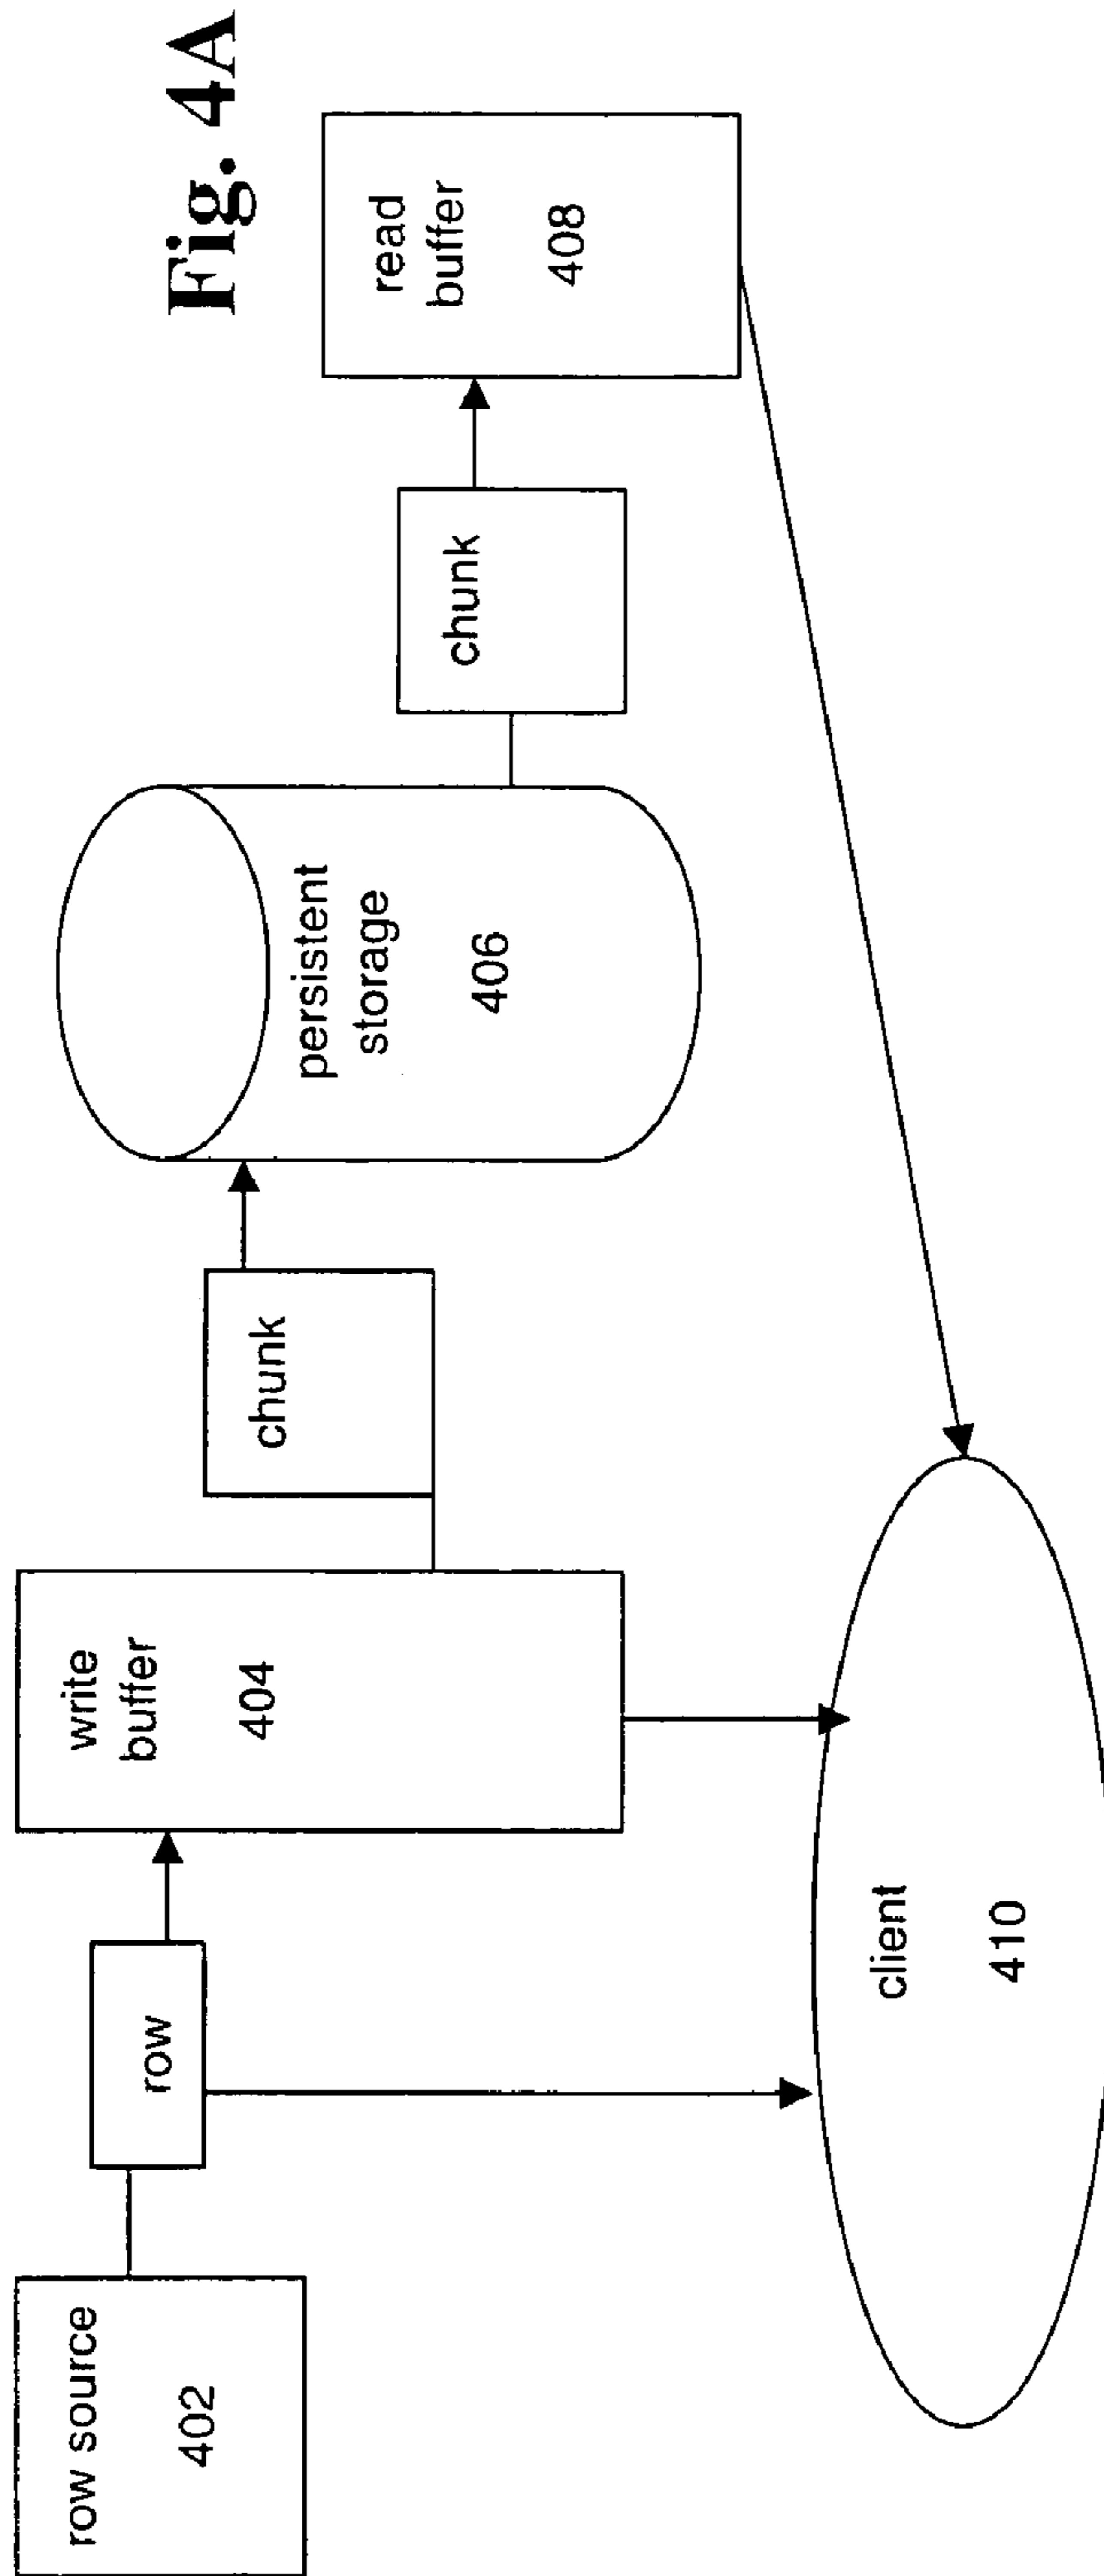 Fig. 4A
row source
402
row
write
buffer
404
chunk
persistent
storage
406
chunk
read
buffer
408
client
410